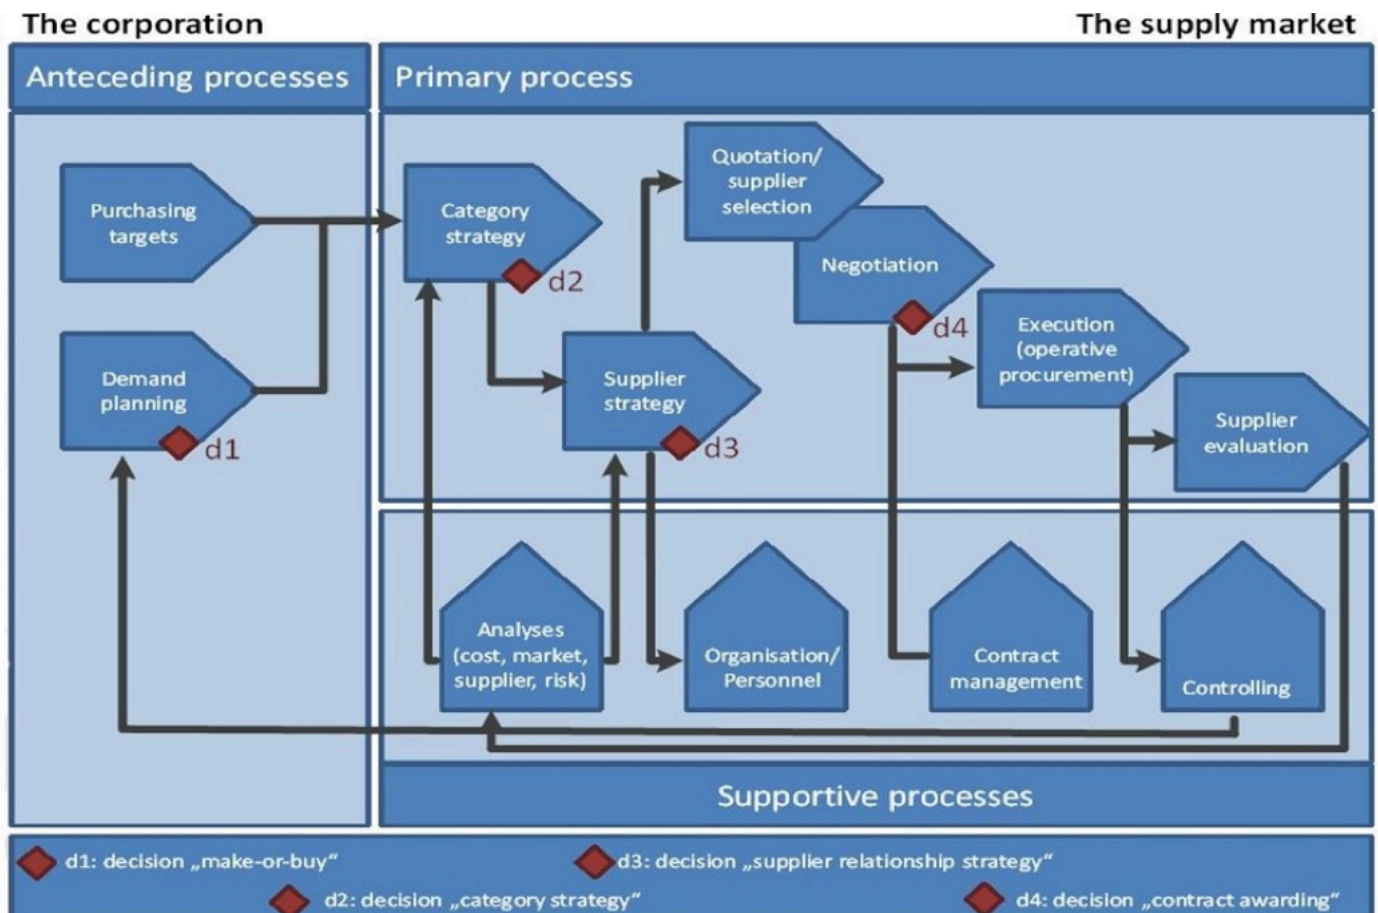 The corporation
The supply market
Anteceding processes
Primary process
Purchasing
targets
Demand
planning
d1
Category
strategy
d2
Supplier
strategy
d3
Quotation/
supplier
selection
Negotiation
d4
Execution
(operative
procurement)
Supplier
evaluation
Analyses
(cost, market,
supplier, risk)
Organisation/
Personnel
Contract
management
Controlling
Supportive processes
d1: decision „make-or-buy“
d3: decision „supplier relationship strategy“
d2: decision „category strategy“
d4: decision „contract awarding“